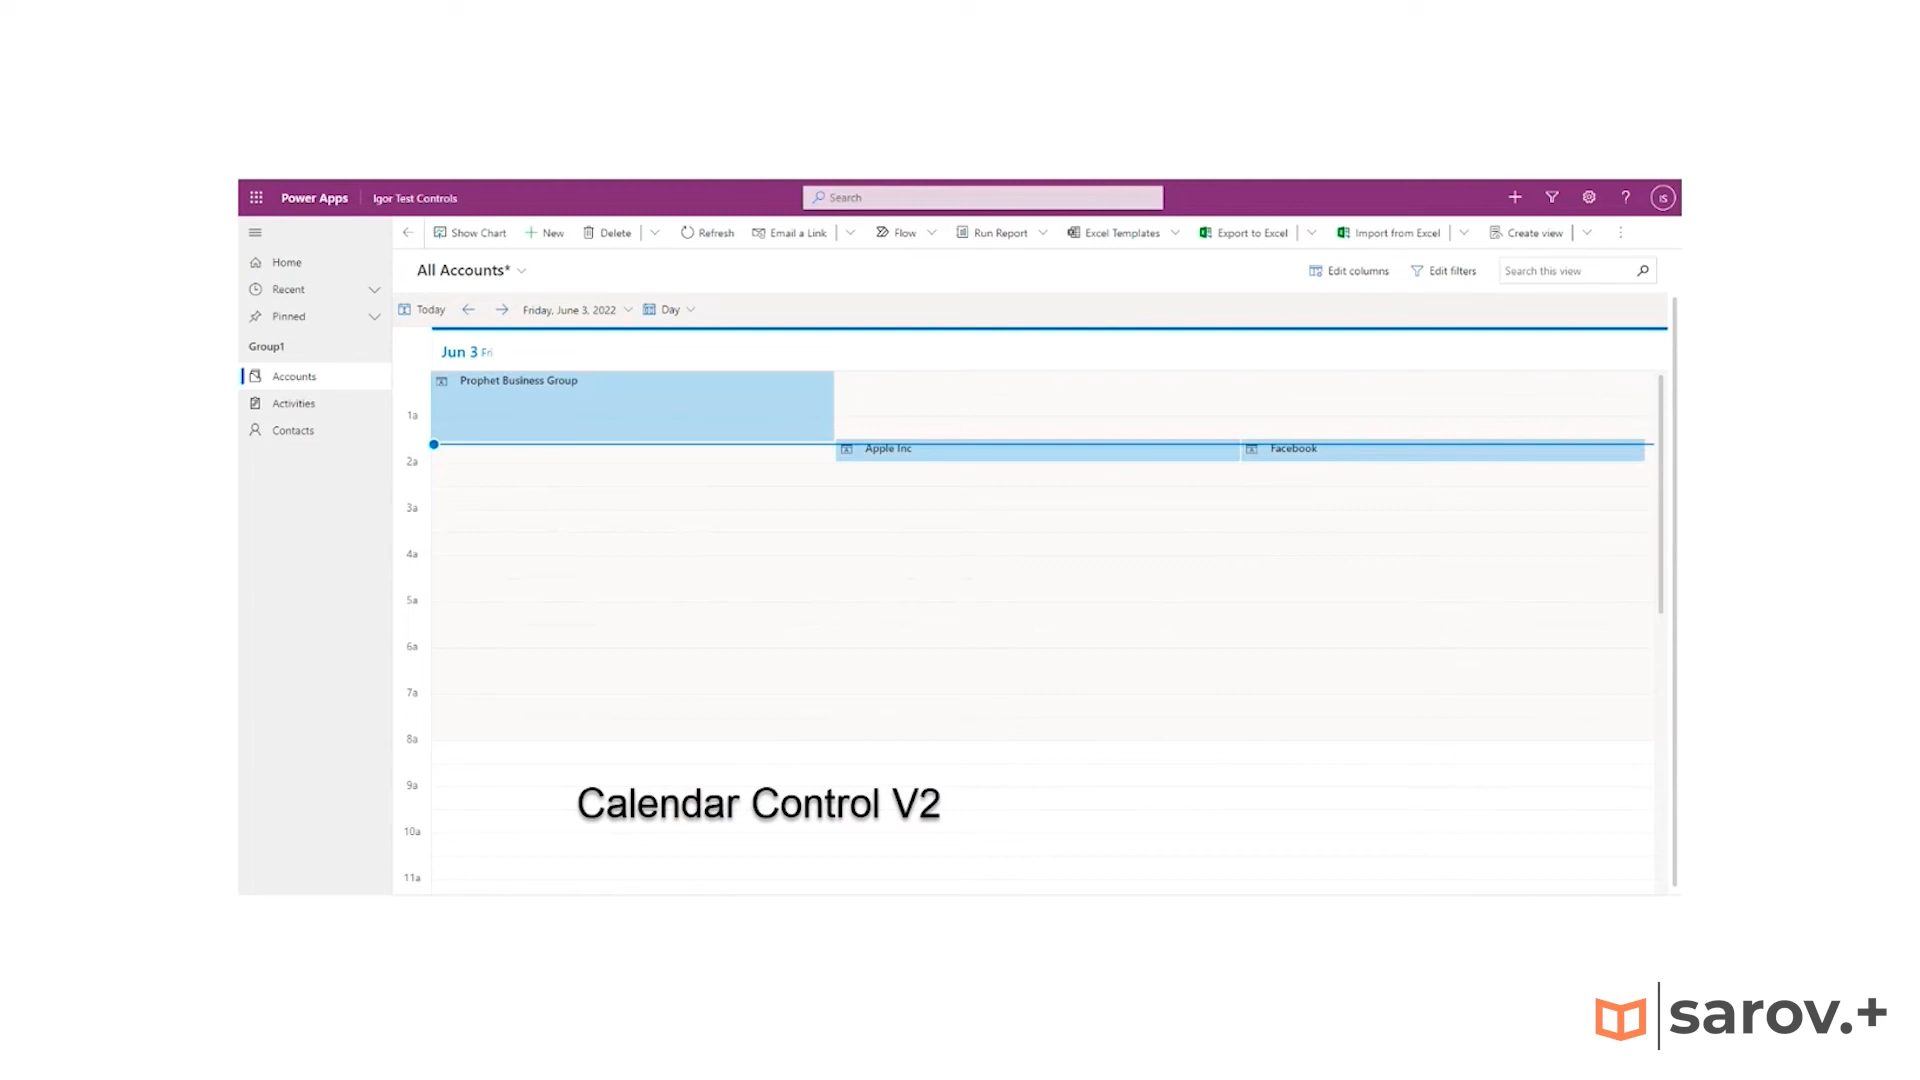 Power Apps Igor Test Controls Search ? IS
Show Chart New Delete Refresh Email a Link Flow Run Report Excel Templates Export to Excel Import from Excel Create view
Home
Recent
Pinned
Group1
Accounts
Activities
Contacts
All Accounts* Edit columns Edit filters Search this view
Today Friday, June 3, 2022 Day
Jun 3 Fri
Prophet Business Group
1a
Apple Inc Facebook
2a
3a
4a
5a
6a
7a
8a
9a
Calendar Control V2
10a
11a
sarov.+